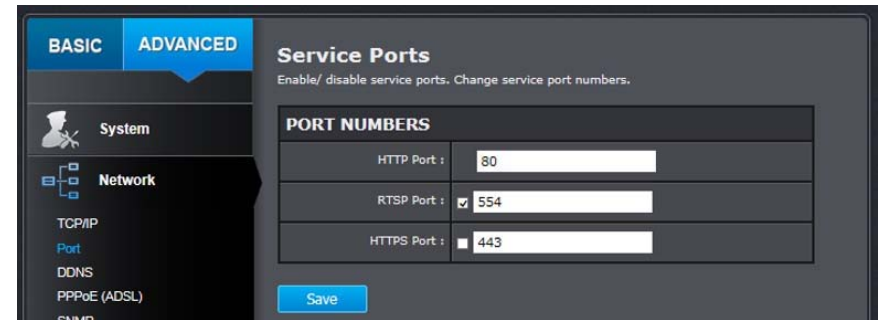 BASIC ADVANCED
Service Ports
Enable/ disable service ports. Change service port numbers.
System
Network
TCP/IP
Port
DDNS
PPPoE (ADSL)
SNMP
PORT NUMBERS
HTTP Port : 80
RTSP Port : 554
HTTPS Port : 443
Save